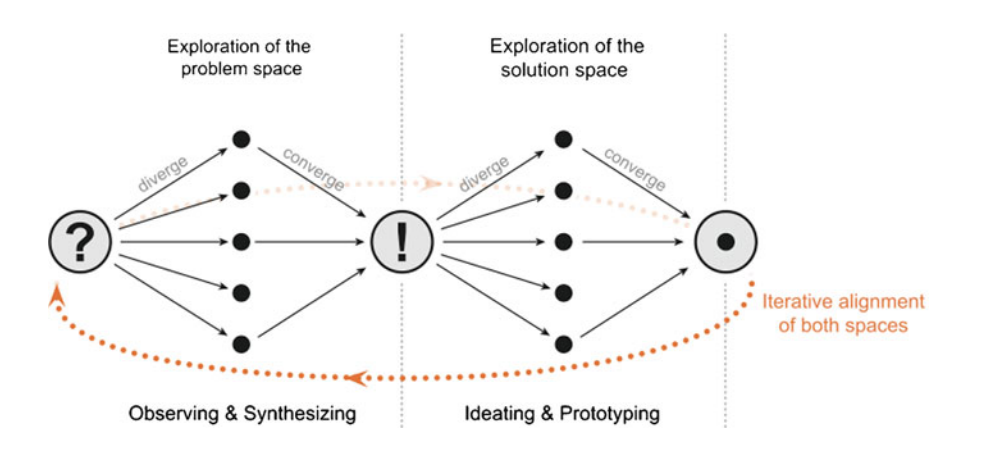 Exploration of the
problem space
Exploration of the
solution space
diverge
converge
diverge
converge
?
!
Iterative alignment
of both spaces
Observing & Synthesizing
Ideating & Prototyping